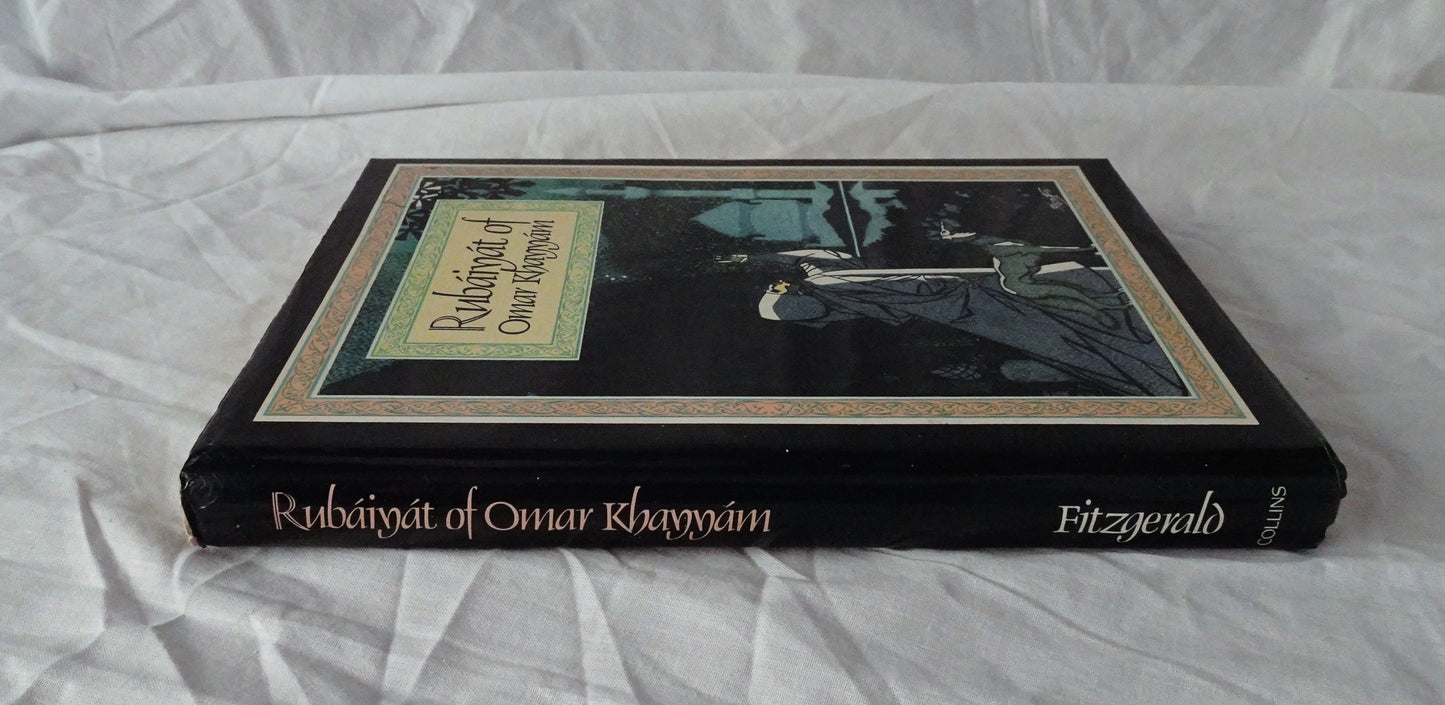 Rubáiyát of
Omar Khayyám
Rubáiyát of Omar Khayyám
Fitzgerald
COLLINS